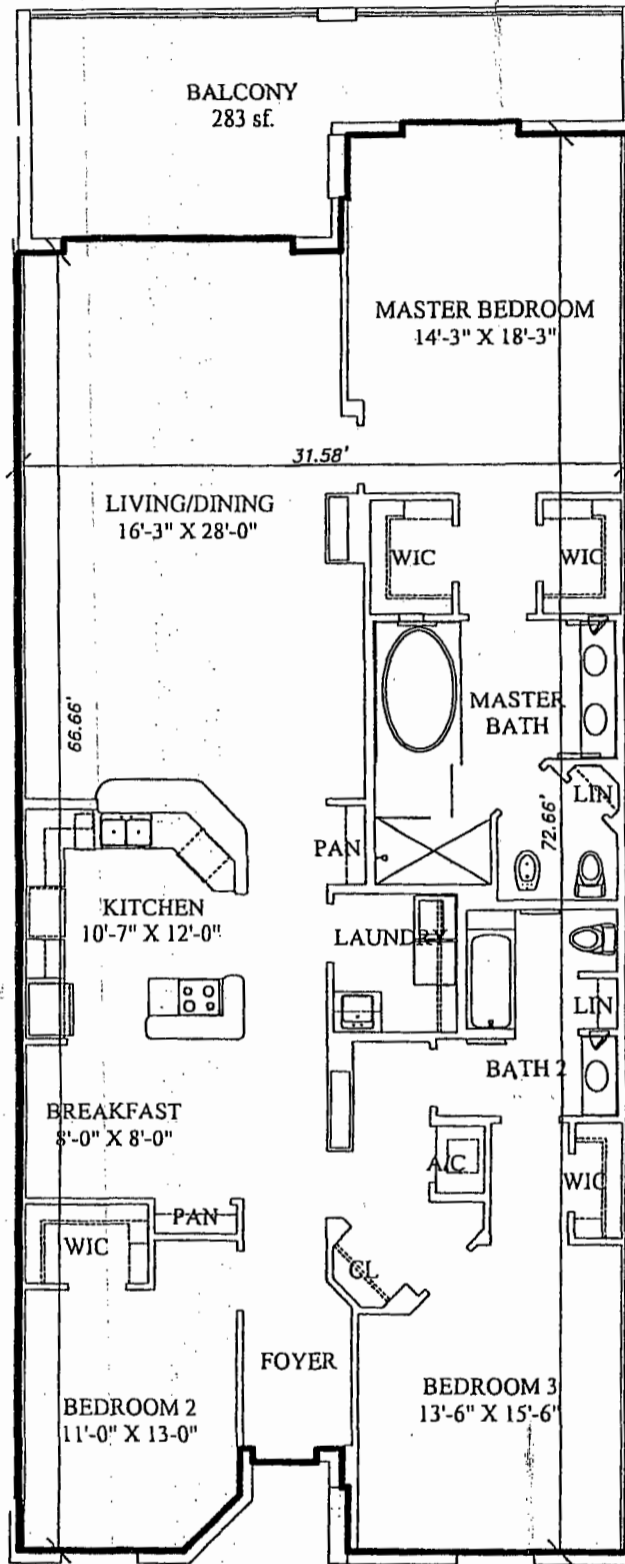 BALCONY
283 sf.
MASTER BEDROOM
14'-3" X 18'-3"
31.58'
LIVING/DINING
16'-3" X 28'-0"
WIC
WIC
66.66'
MASTER
BATH
LIN
72.66'
PAN
KITCHEN
10'-7" X 12'-0"
LAUNDRY
LIN
BATH 2
BREAKFAST
8'-0" X 8'-0"
A/C
WIC
PAN
WIC
CL
FOYER
BEDROOM 3
13'-6" X 15'-6"
BEDROOM 2
11'-0" X 13-0"